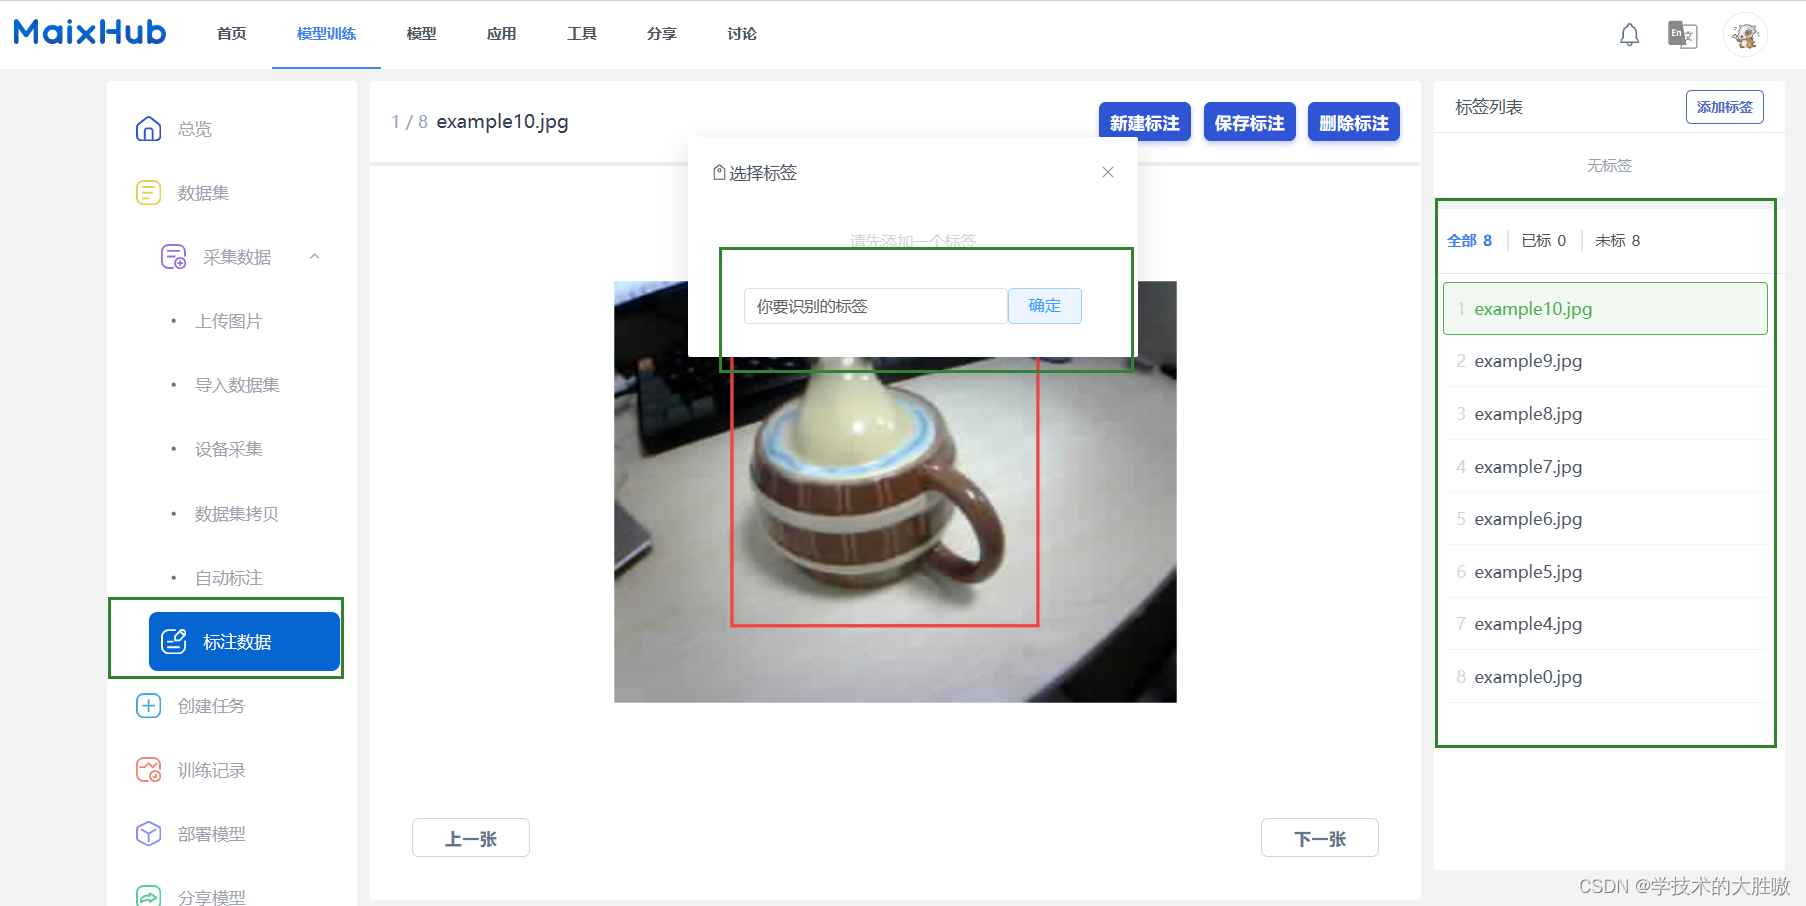 MaixHub
首页
模型训练
模型
应用
工具
分享
讨论
En 文
总览
数据集
采集数据
上传图片
导入数据集
设备采集
数据集拷贝
自动标注
标注数据
创建任务
训练记录
部署模型
分享模型
1 / 8 example10.jpg
新建标注
保存标注
删除标注
选择标签
请先添加一个标签
你要识别的标签
确定
上一张
下一张
标签列表
添加标签
无标签
全部 8
已标 0
未标 8
1 example10.jpg
2 example9.jpg
3 example8.jpg
4 example7.jpg
5 example6.jpg
6 example5.jpg
7 example4.jpg
8 example0.jpg
CSDN @学技术的大胜嗷